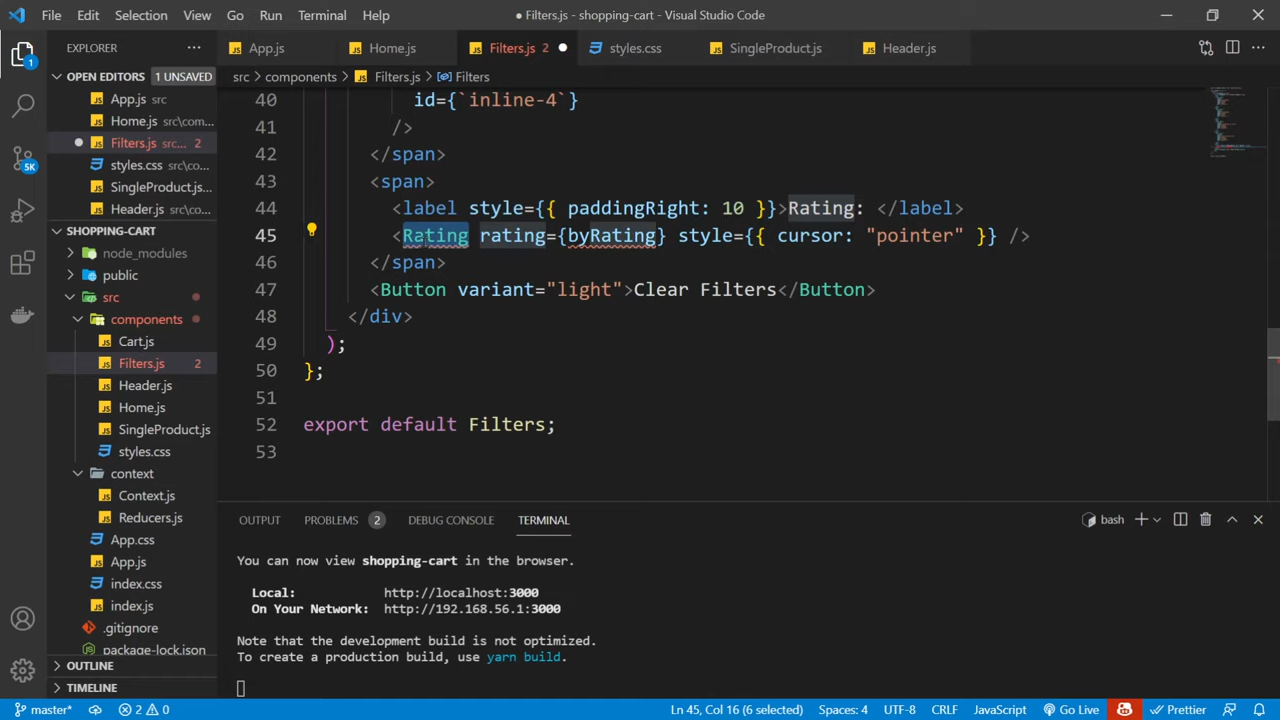 File Edit Selection View Go Run Terminal Help
● Filters.js - shopping-cart - Visual Studio Code
EXPLORER
App.js
Home.js
Filters.js 2
styles.css
SingleProduct.js
Header.js
OPEN EDITORS 1 UNSAVED
src > components > Filters.js > Filters
App.js src
Home.js src\com...
Filters.js src... 2
styles.css src\co...
SingleProduct.js...
Header.js src\com...
SHOPPING-CART
node_modules
public
src
components
Cart.js
Filters.js 2
Header.js
Home.js
SingleProduct.js
styles.css
context
Context.js
Reducers.js
App.css
App.js
index.css
index.js
.gitignore
package-lock.json
OUTLINE
TIMELINE
1
5K
40 id={`inline-4`}
41 />
42 </span>
43 <span>
44 <label style={{ paddingRight: 10 }}>Rating: </label>
45 <Rating rating={byRating} style={{ cursor: "pointer" }} />
46 </span>
47 <Button variant="light">Clear Filters</Button>
48 </div>
49 );
50 };
51
52 export default Filters;
53
OUTPUT PROBLEMS 2 DEBUG CONSOLE TERMINAL
bash
You can now view shopping-cart in the browser.
Local: http://localhost:3000
On Your Network: http://192.168.56.1:3000
Note that the development build is not optimized.
To create a production build, use yarn build.
master* 2 0 Ln 45, Col 16 (6 selected) Spaces: 4 UTF-8 CRLF JavaScript Go Live Prettier